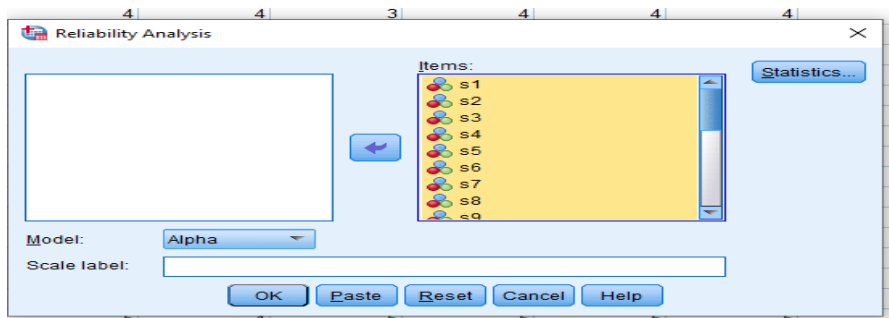 4 4 3 4 4 4
Reliability Analysis
Items:
Statistics...
s1
s2
s3
s4
s5
s6
s7
s8
s9
Model: Alpha
Scale label:
OK Paste Reset Cancel Help